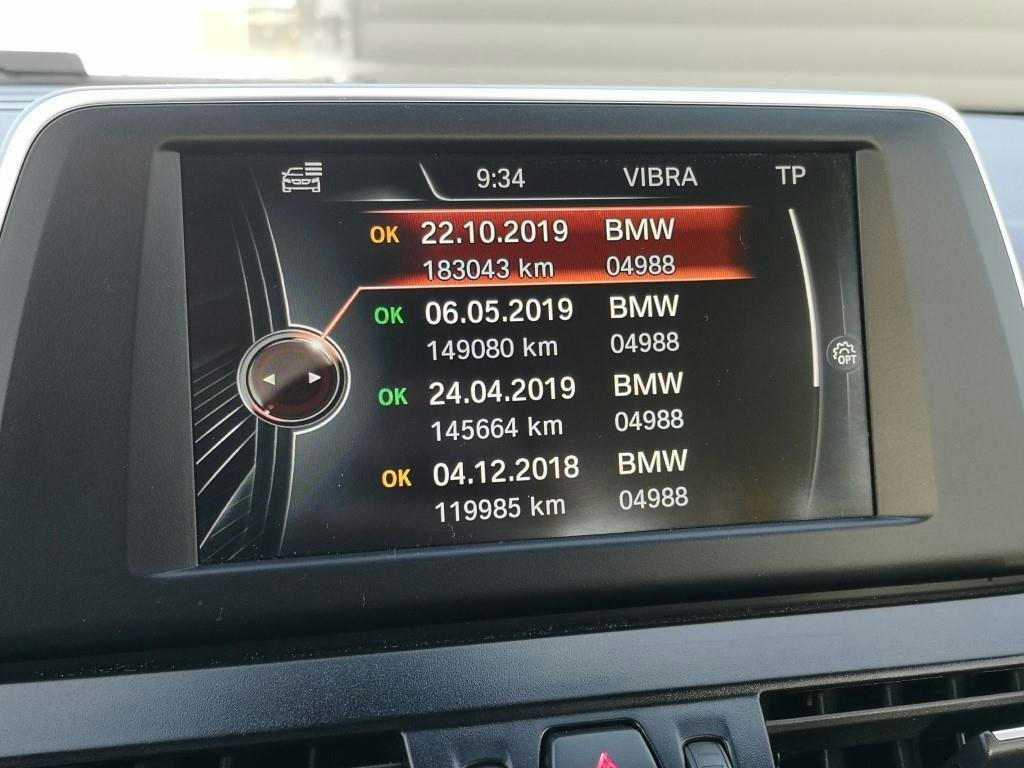 9:34 VIBRA TP
OK 22.10.2019 BMW
183043 km 04988
OK 06.05.2019 BMW
149080 km 04988
OPT
OK 24.04.2019 BMW
145664 km 04988
OK 04.12.2018 BMW
119985 km 04988